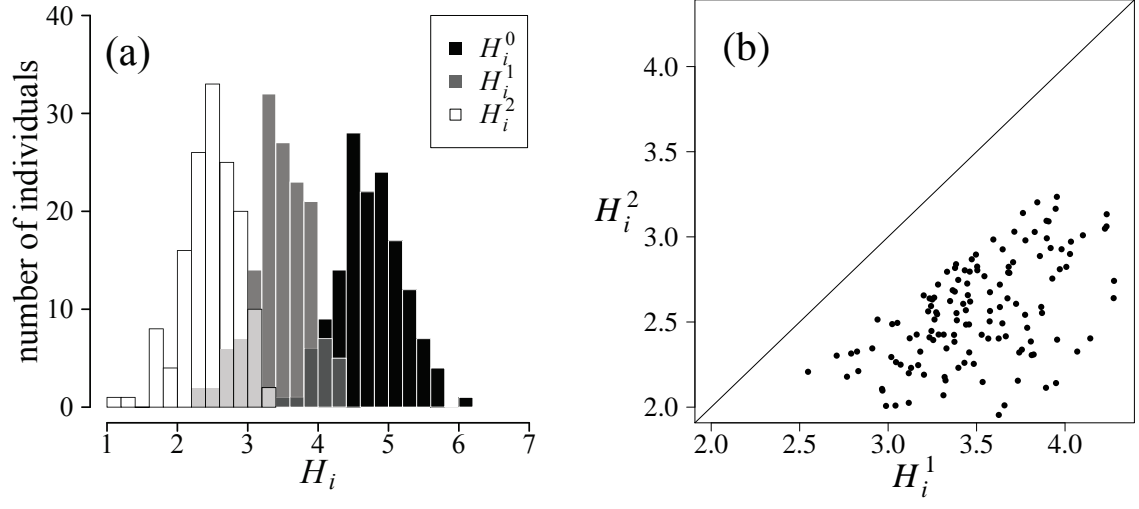 (a)
number of individuals
40
30
20
10
0
1 2 3 4 5 6 7
H_i
H_i^0
H_i^1
H_i^2
(b)
H_i^2
4.0
3.5
3.0
2.5
2.0
2.0 2.5 3.0 3.5 4.0
H_i^1